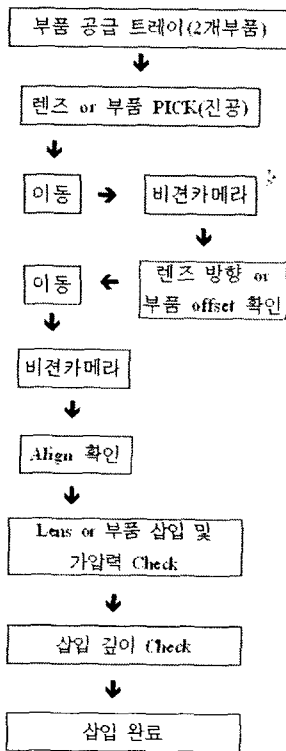 부품 공급 트레이(2개부품)
렌즈 or 부품 PICK(진공)
이동
비젼카메라
이동
렌즈 방향 or
부품 offset 확인
비젼카메라
Align 확인
Lens or 부품 삽입 및
가압력 Check
삽입 깊이 Check
삽입 완료